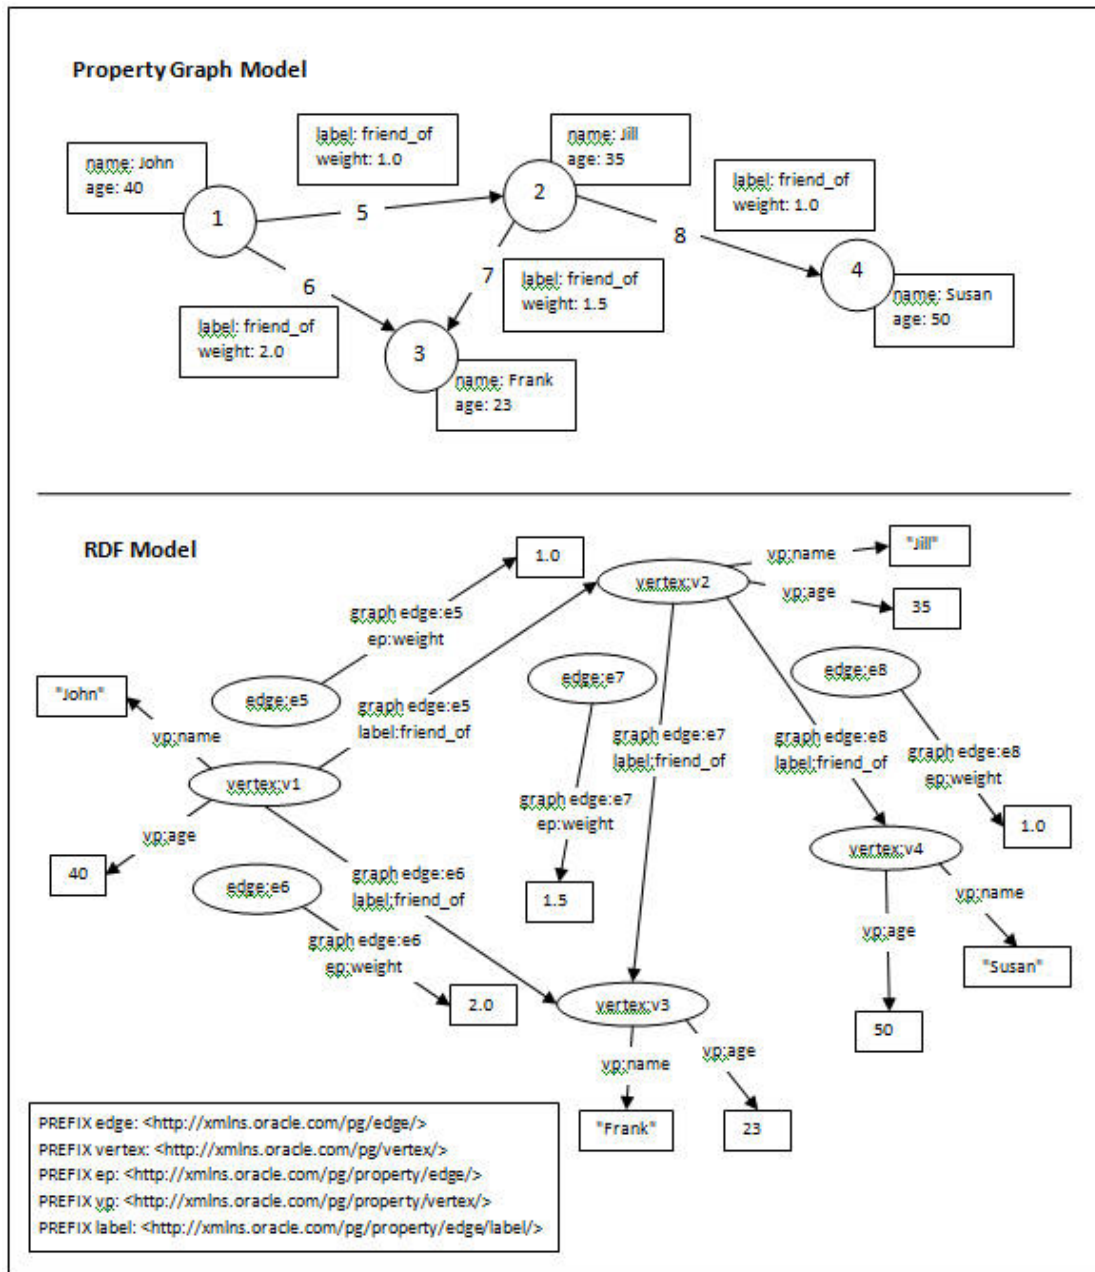 Property Graph Model
name: John
age: 40
label: friend_of
weight: 1.0
name: Jill
age: 35
label: friend_of
weight: 1.0
1
5
2
8
4
6
7
label: friend_of
weight: 1.5
name: Susan
age: 50
label: friend_of
weight: 2.0
3
name: Frank
age: 23
RDF Model
1.0
vertex:v2
vp:name
"Jill"
vp:age
35
graph edge:e5
ep:weight
edge:e5
edge:e7
edge:e8
"John"
vp:name
graph edge:e5
label:friend_of
graph edge:e7
label:friend_of
graph edge:e8
label:friend_of
graph edge:e8
ep:weight
vertex:v1
graph edge:e7
ep:weight
1.0
vp:age
vertex:v4
40
edge:e6
graph edge:e6
label:friend_of
1.5
vp:name
vp:age
graph edge:e6
ep:weight
"Susan"
2.0
vertex:v3
50
vp:name
vp:age
"Frank"
23
PREFIX edge: <http://xmlns.oracle.com/pg/edge/>
PREFIX vertex: <http://xmlns.oracle.com/pg/vertex/>
PREFIX ep: <http://xmlns.oracle.com/pg/property/edge/>
PREFIX vp: <http://xmlns.oracle.com/pg/property/vertex/>
PREFIX label: <http://xmlns.oracle.com/pg/property/edge/label/>